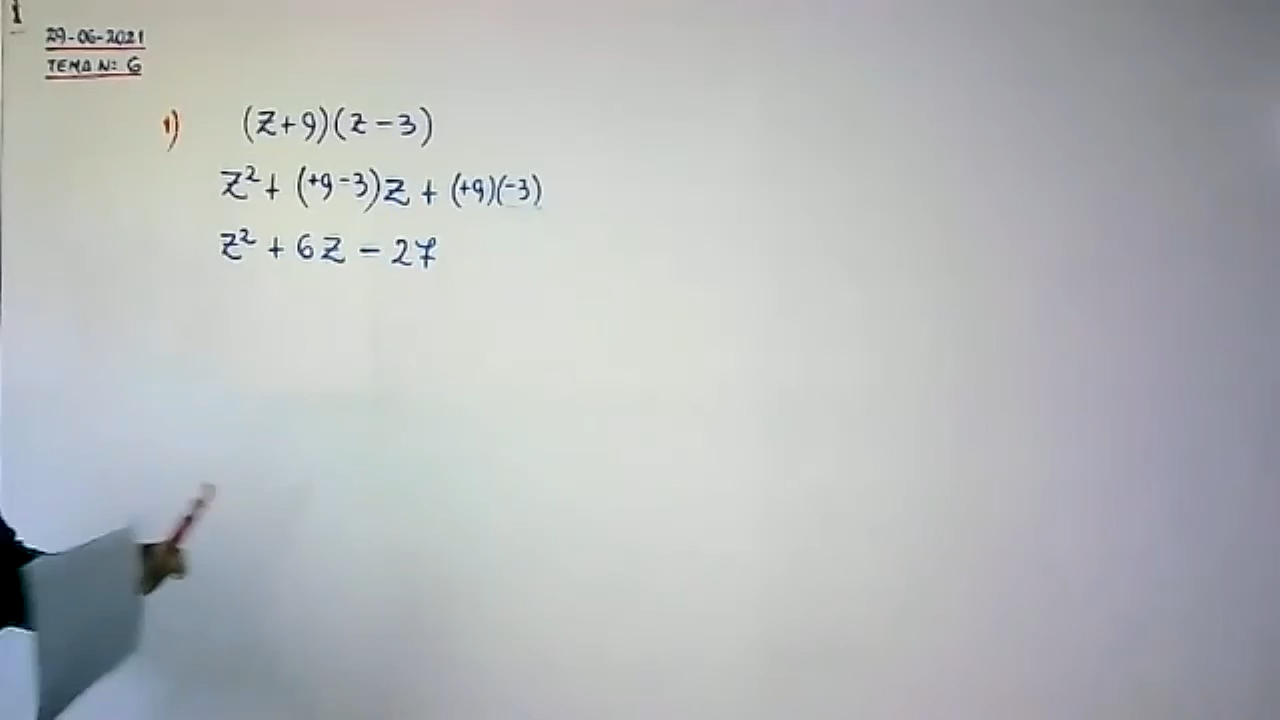 29-06-2021
TEMA N: 6
1) (z+9)(z-3)
z² + (+9-3)z + (+9)(-3)
z² + 6z - 27